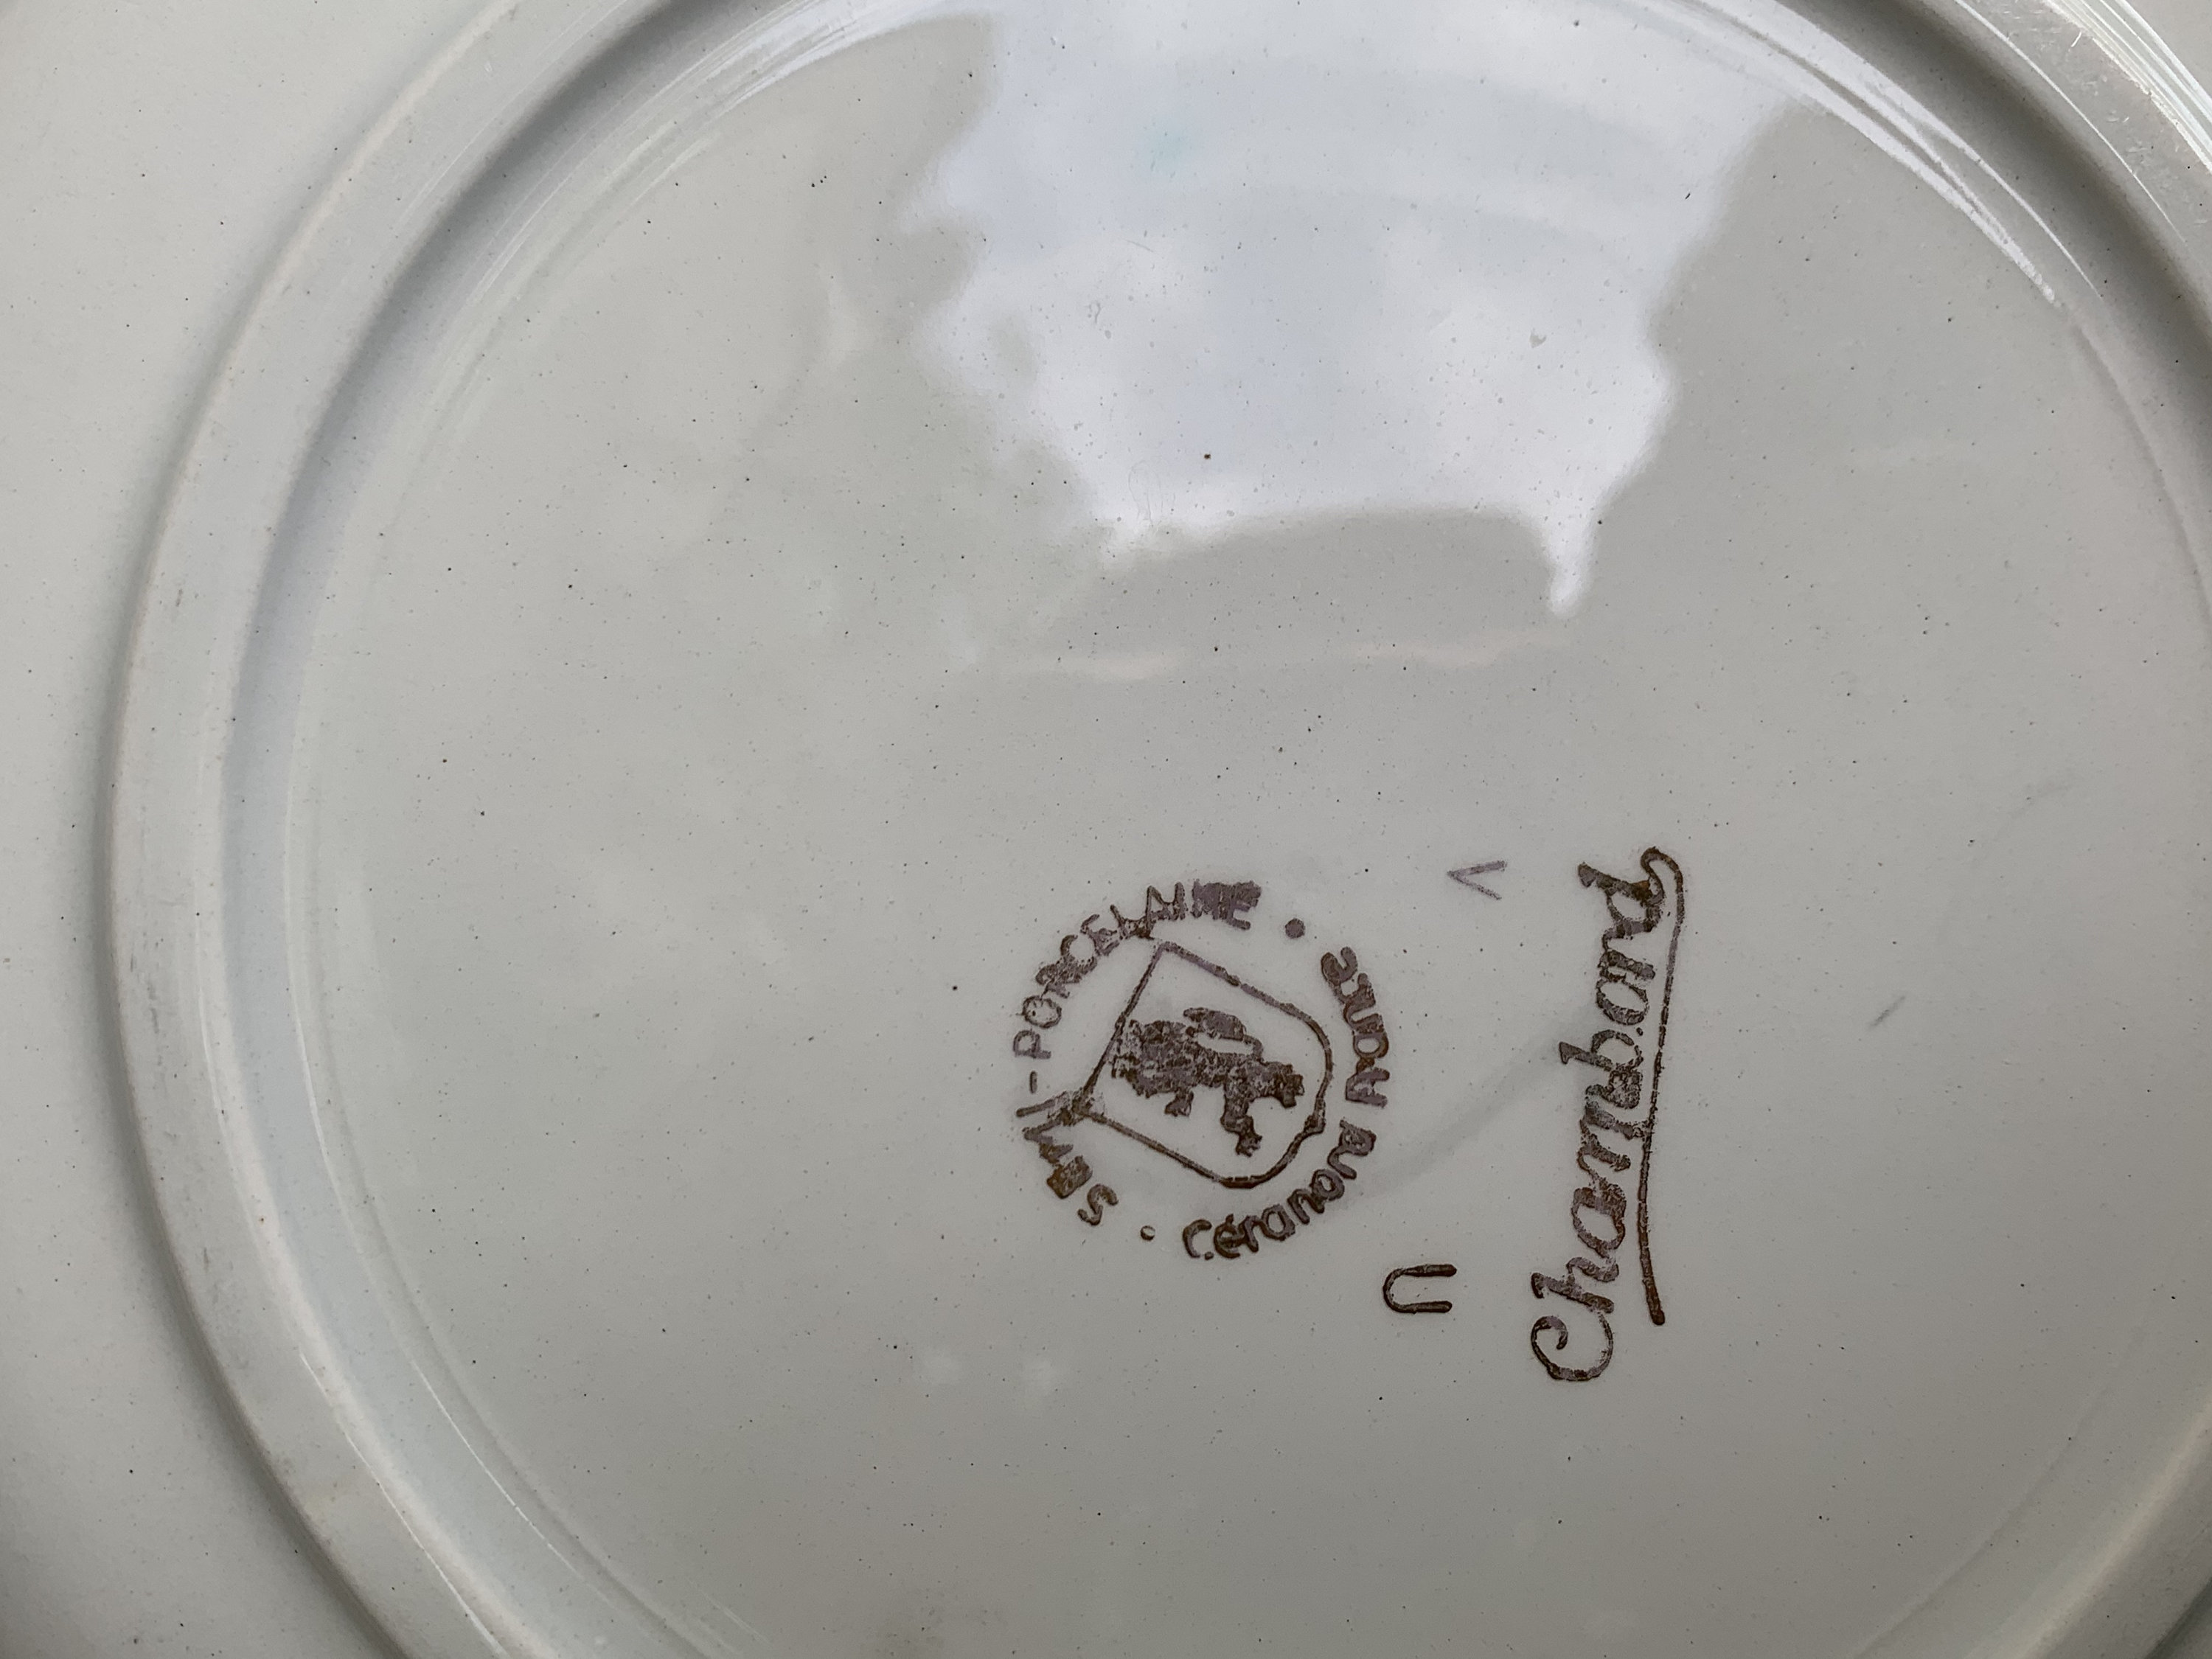 SEMI-PORCELAINE •
Céranord France •
U
V
Chambord